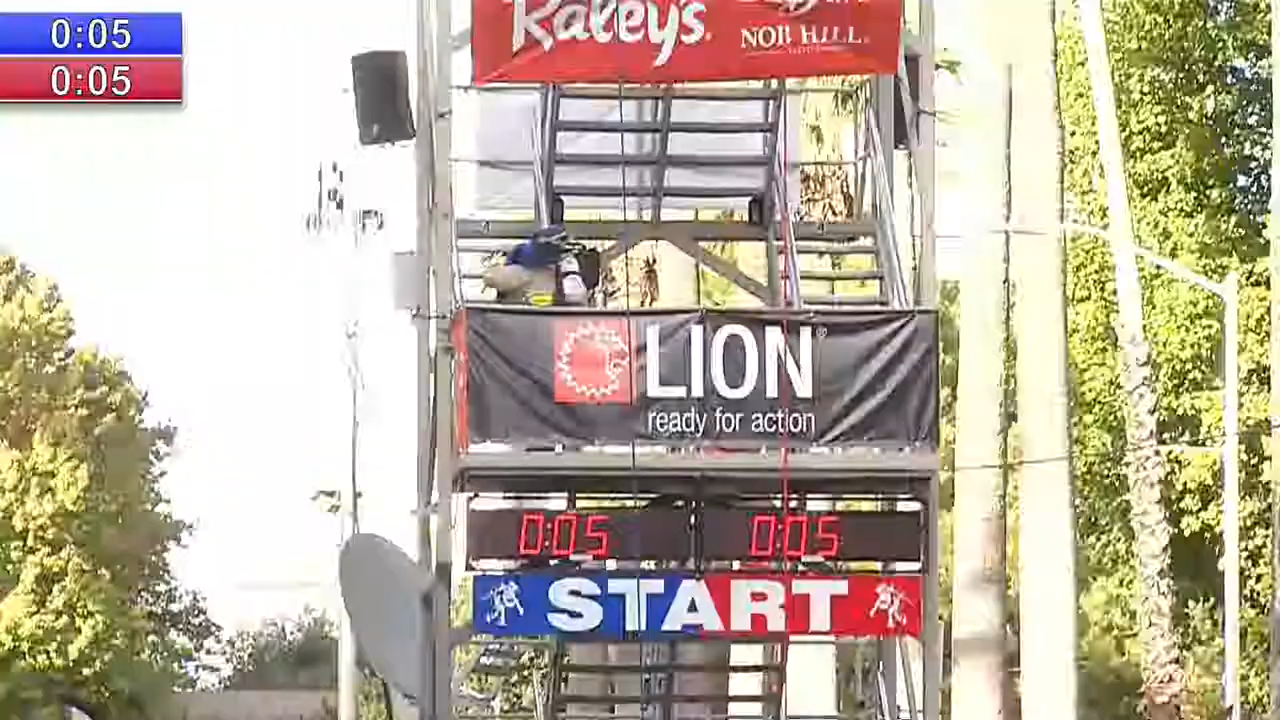 0:05
0:05
Raley's.
NOB HILL
LION®
ready for action
0:05 0:05
START